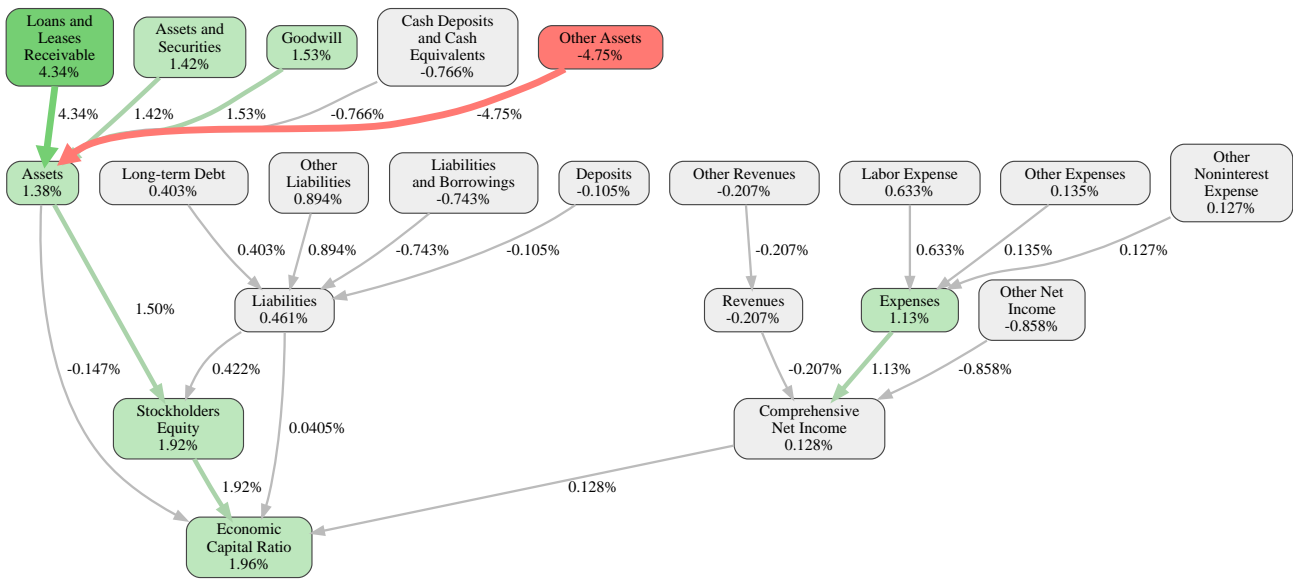 Loans and
Leases
Receivable
4.34%
Assets and
Securities
1.42%
Goodwill
1.53%
Cash Deposits
and Cash
Equivalents
-0.766%
Other Assets
-4.75%
4.34%
1.42%
1.53%
-0.766%
-4.75%
Assets
1.38%
Long-term Debt
0.403%
Other
Liabilities
0.894%
Liabilities
and Borrowings
-0.743%
Deposits
-0.105%
Other Revenues
-0.207%
Labor Expense
0.633%
Other Expenses
0.135%
Other
Noninterest
Expense
0.127%
0.403%
0.894%
-0.743%
-0.105%
-0.207%
0.633%
0.135%
0.127%
1.50%
Liabilities
0.461%
Revenues
-0.207%
Expenses
1.13%
Other Net
Income
-0.858%
-0.147%
0.422%
-0.207%
1.13%
-0.858%
Stockholders
Equity
1.92%
0.0405%
Comprehensive
Net Income
0.128%
1.92%
0.128%
Economic
Capital Ratio
1.96%